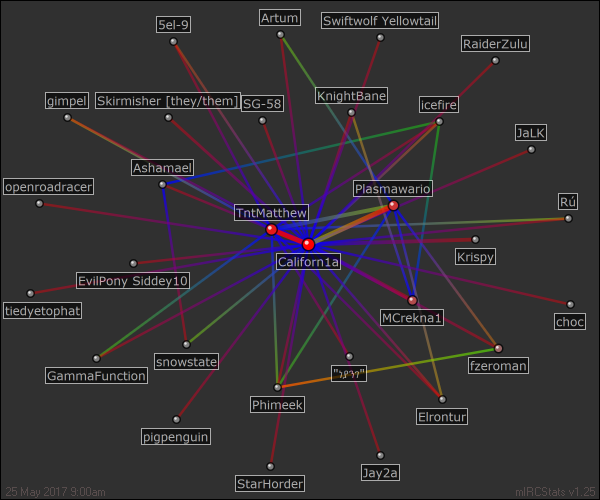 5el-9
Artum
Swiftwolf Yellowtail
RaiderZulu
gimpel
Skirmisher [they/them]
SG-58
KnightBane
icefire
JaLK
Ashamael
openroadracer
Plasmawario
Rú
TntMatthew
Californ1a
Krispy
EvilPony Siddey10
tiedyetophat
MCrekna1
choc
GammaFunction
snowstate
fzeroman
Phimeek
Elrontur
pigpenguin
StarHorder
Jay2a
25 May 2017 9:00am
mIRCStats v1.25